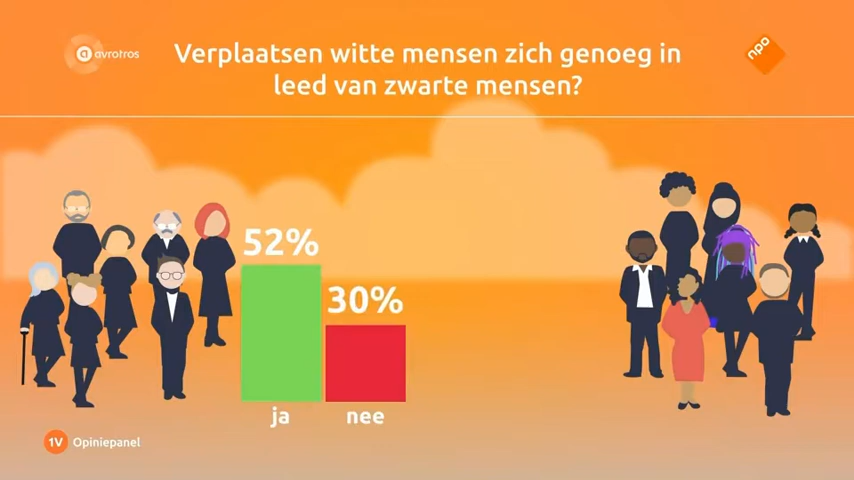 avrotros
Verplaatsen witte mensen zich genoeg in
leed van zwarte mensen?
npo
52%
30%
ja
nee
1V Opiniepanel